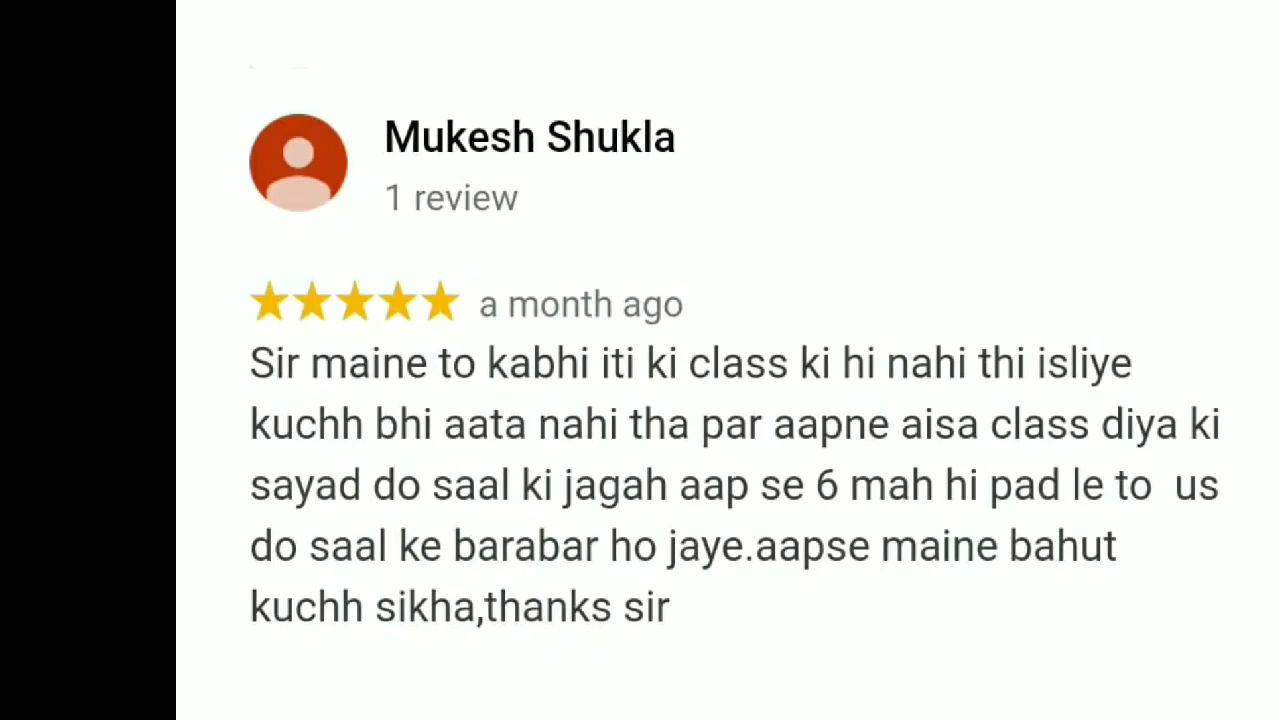 Mukesh Shukla
1 review
★★★★★ a month ago
Sir maine to kabhi iti ki class ki hi nahi thi isliye
kuchh bhi aata nahi tha par aapne aisa class diya ki
sayad do saal ki jagah aap se 6 mah hi pad le to  us
do saal ke barabar ho jaye.aapse maine bahut
kuchh sikha,thanks sir